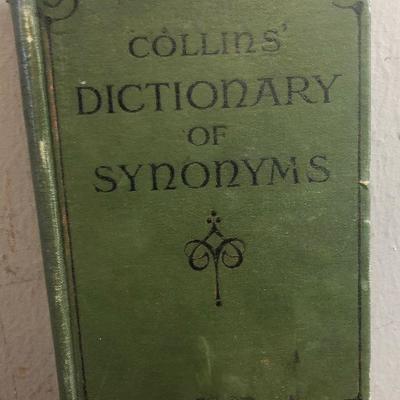 COLLINS'
DICTIONARY
OF
SYNONYMS